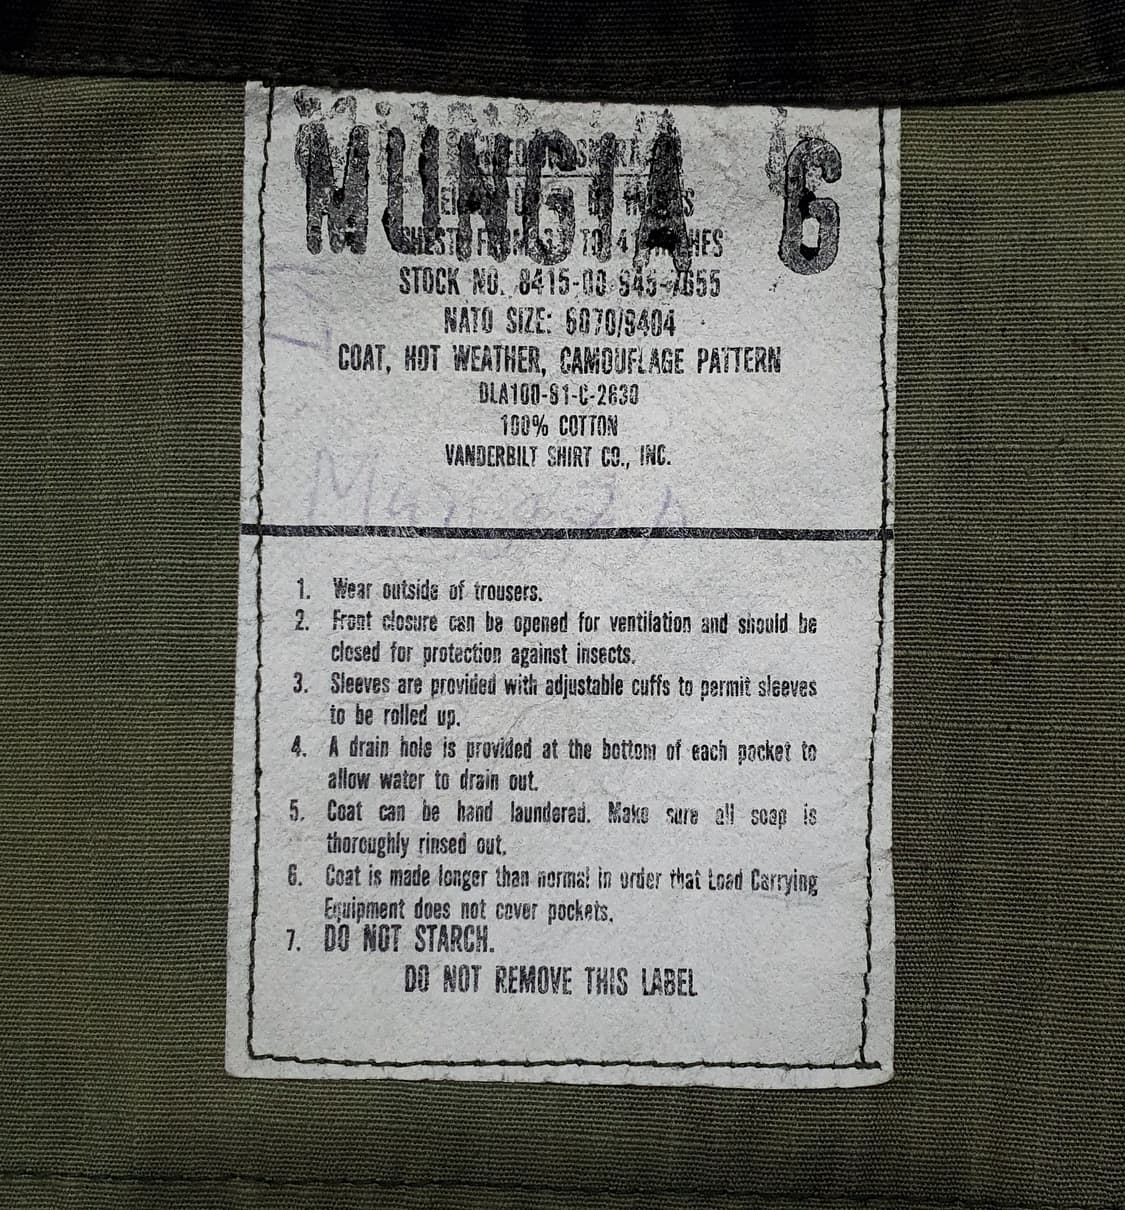 MUNGIA 6
STOCK NO. 8415-00-945-7655
NATO SIZE: 6070/9404
COAT, HOT WEATHER, CAMOUFLAGE PATTERN
DLA100-81-C-2630
100% COTTON
VANDERBILT SHIRT CO., INC.
1. Wear outside of trousers.
2. Front closure can be opened for ventilation and should be
closed for protection against insects.
3. Sleeves are provided with adjustable cuffs to permit sleeves
to be rolled up.
4. A drain hole is provided at the bottom of each pocket to
allow water to drain out.
5. Coat can be hand laundered. Make sure all soap is
thoroughly rinsed out.
6. Coat is made longer than normal in order that Load Carrying
Equipment does not cover pockets.
7. DO NOT STARCH.
DO NOT REMOVE THIS LABEL